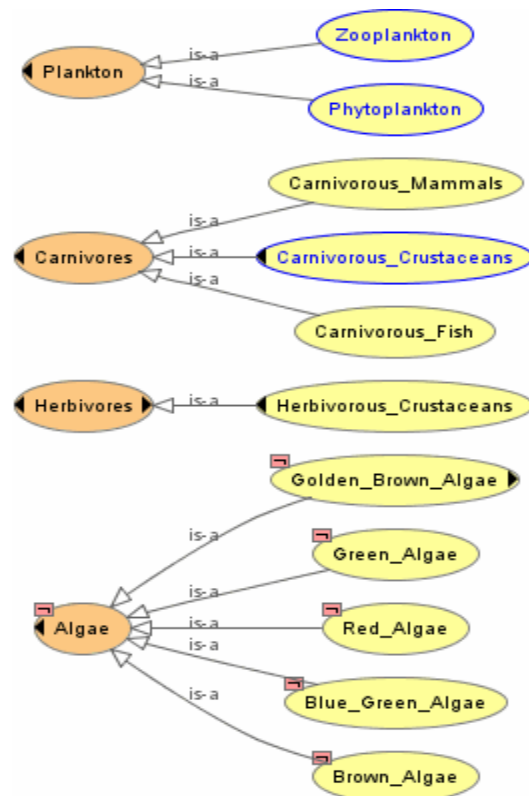 Zooplankton
is-a
Plankton
is-a
Phytoplankton
Carnivorous_Mammals
is-a
Carnivores
is-a
Carnivorous_Crustaceans
is-a
Carnivorous_Fish
Herbivores
is-a
Herbivorous_Crustaceans
Golden_Brown_Algae
is-a
Green_Algae
is-a
Algae
is-a
Red_Algae
is-a
Blue_Green_Algae
is-a
Brown_Algae